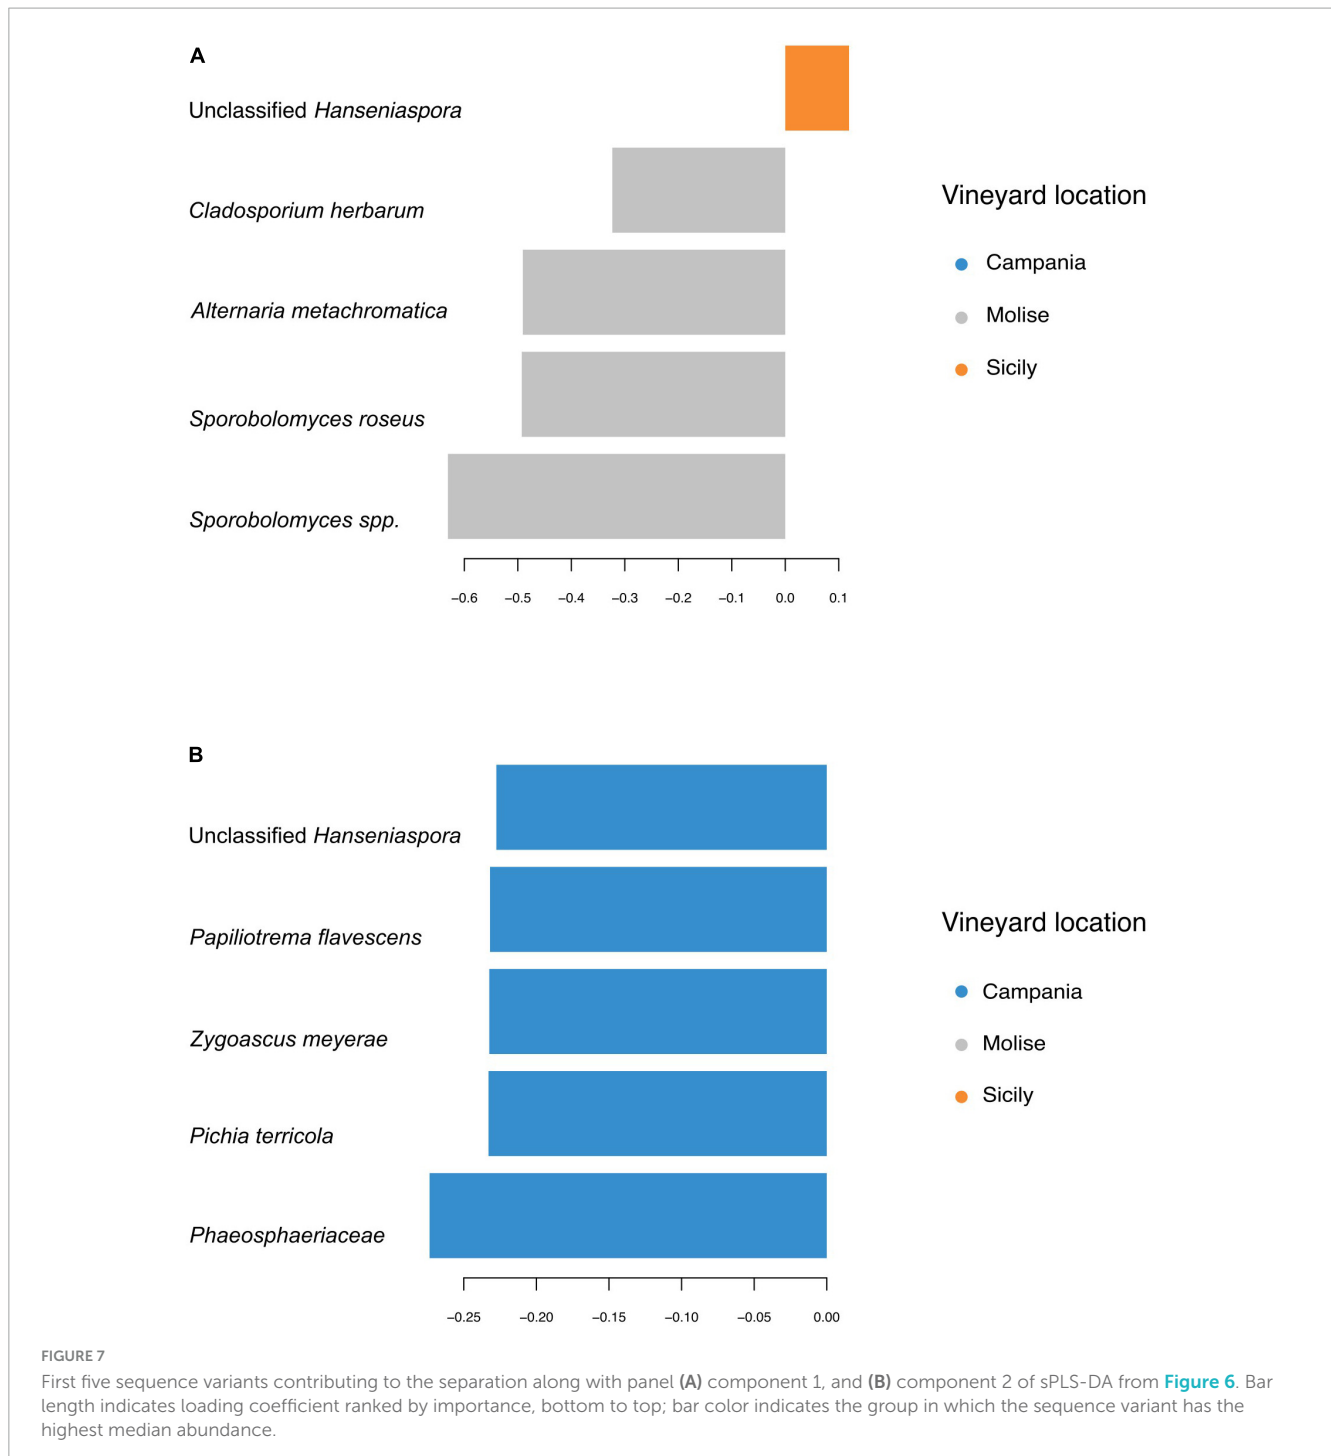 A
Unclassified Hanseniaspora
Cladosporium herbarum
Alternaria metachromatica
Sporobolomyces roseus
Sporobolomyces spp.
−0.6 −0.5 −0.4 −0.3 −0.2 −0.1 0.0 0.1
Vineyard location
Campania
Molise
Sicily
B
Unclassified Hanseniaspora
Papiliotrema flavescens
Zygoascus meyerae
Pichia terricola
Phaeosphaeriaceae
−0.25 −0.20 −0.15 −0.10 −0.05 0.00
Vineyard location
Campania
Molise
Sicily
FIGURE 7
First five sequence variants contributing to the separation along with panel (A) component 1, and (B) component 2 of sPLS-DA from Figure 6. Bar
length indicates loading coefficient ranked by importance, bottom to top; bar color indicates the group in which the sequence variant has the
highest median abundance.